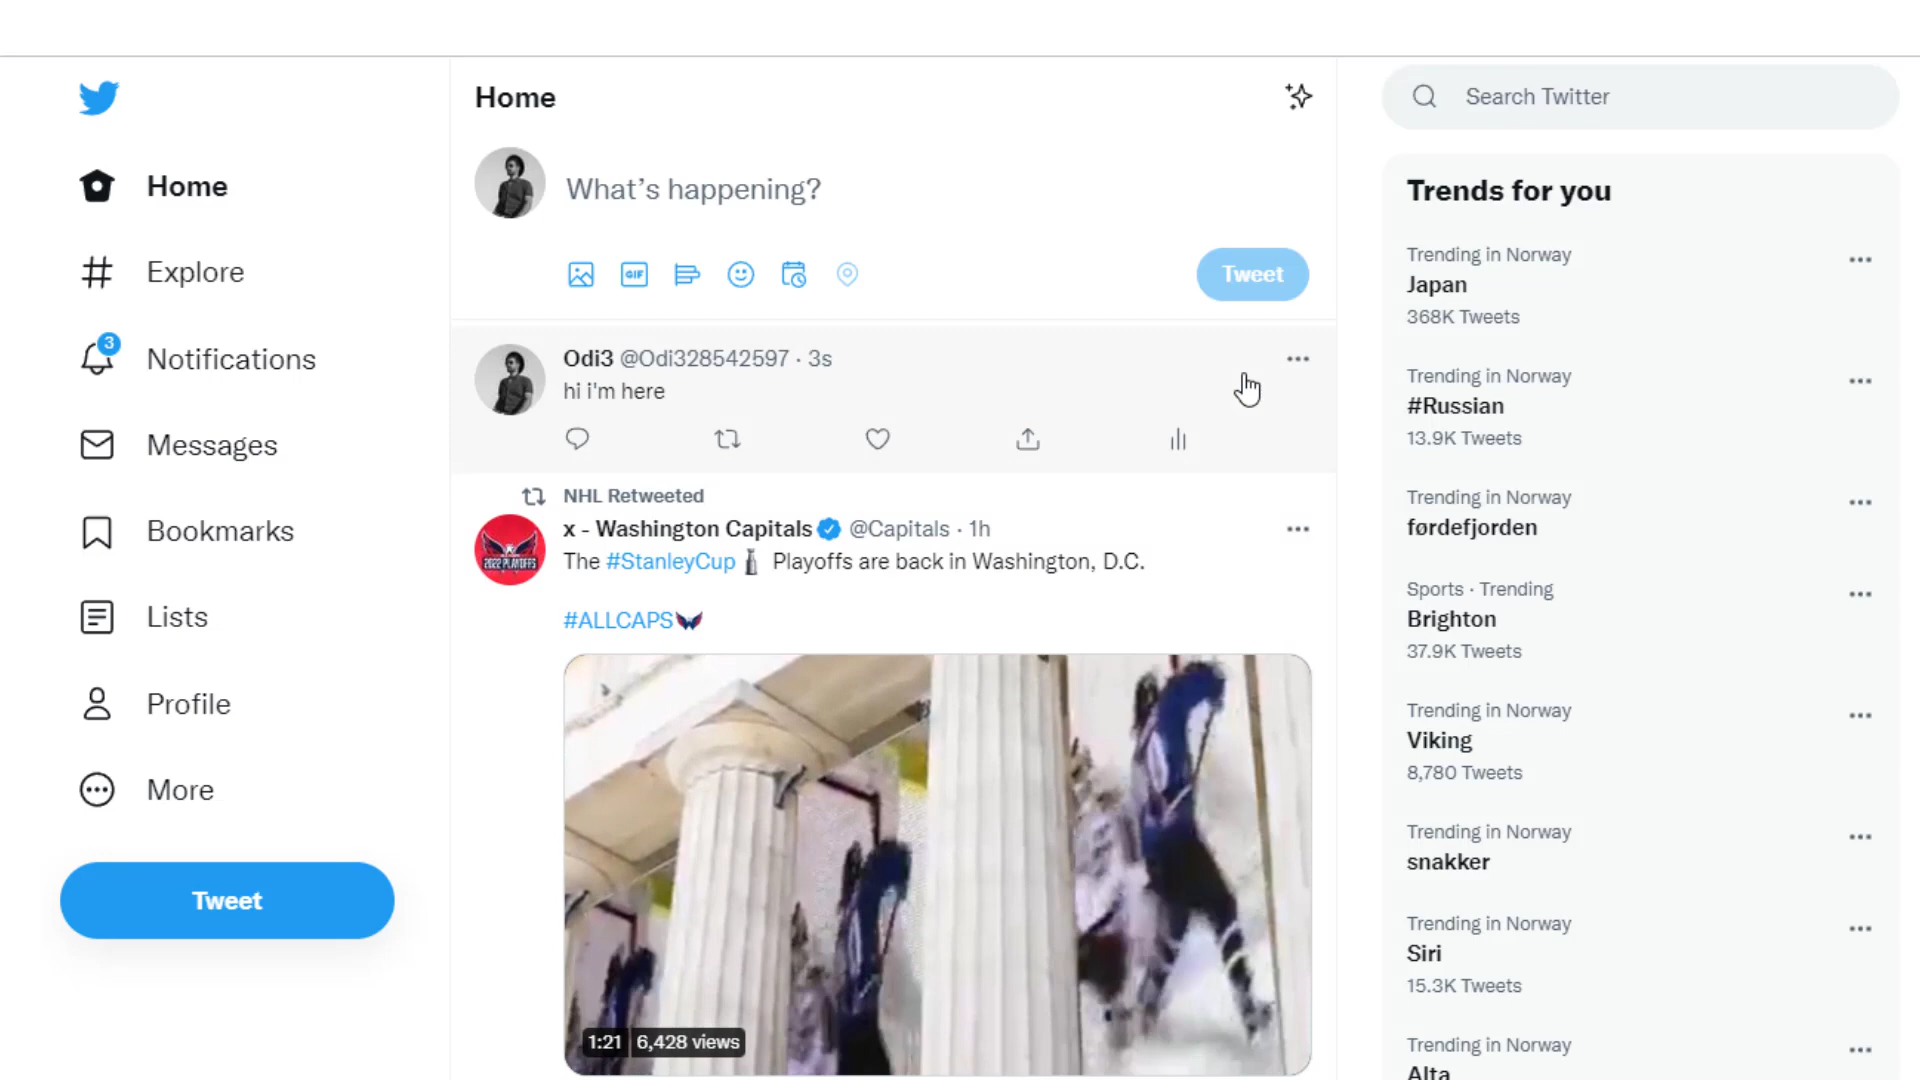 Home
Explore
3
Notifications
Messages
Bookmarks
Lists
Profile
More
Tweet
Home
What's happening?
GIF
Tweet
Odi3 @Odi328542597 · 3s
hi i'm here
NHL Retweeted
x - Washington Capitals @Capitals · 1h
2022 PLAYOFFS
The #StanleyCup Playoffs are back in Washington, D.C.
#ALLCAPS
1:21 6,428 views
Search Twitter
Trends for you
Trending in Norway
Japan
368K Tweets
Trending in Norway
#Russian
13.9K Tweets
Trending in Norway
førdefjorden
Sports · Trending
Brighton
37.9K Tweets
Trending in Norway
Viking
8,780 Tweets
Trending in Norway
snakker
Trending in Norway
Siri
15.3K Tweets
Trending in Norway
Alta